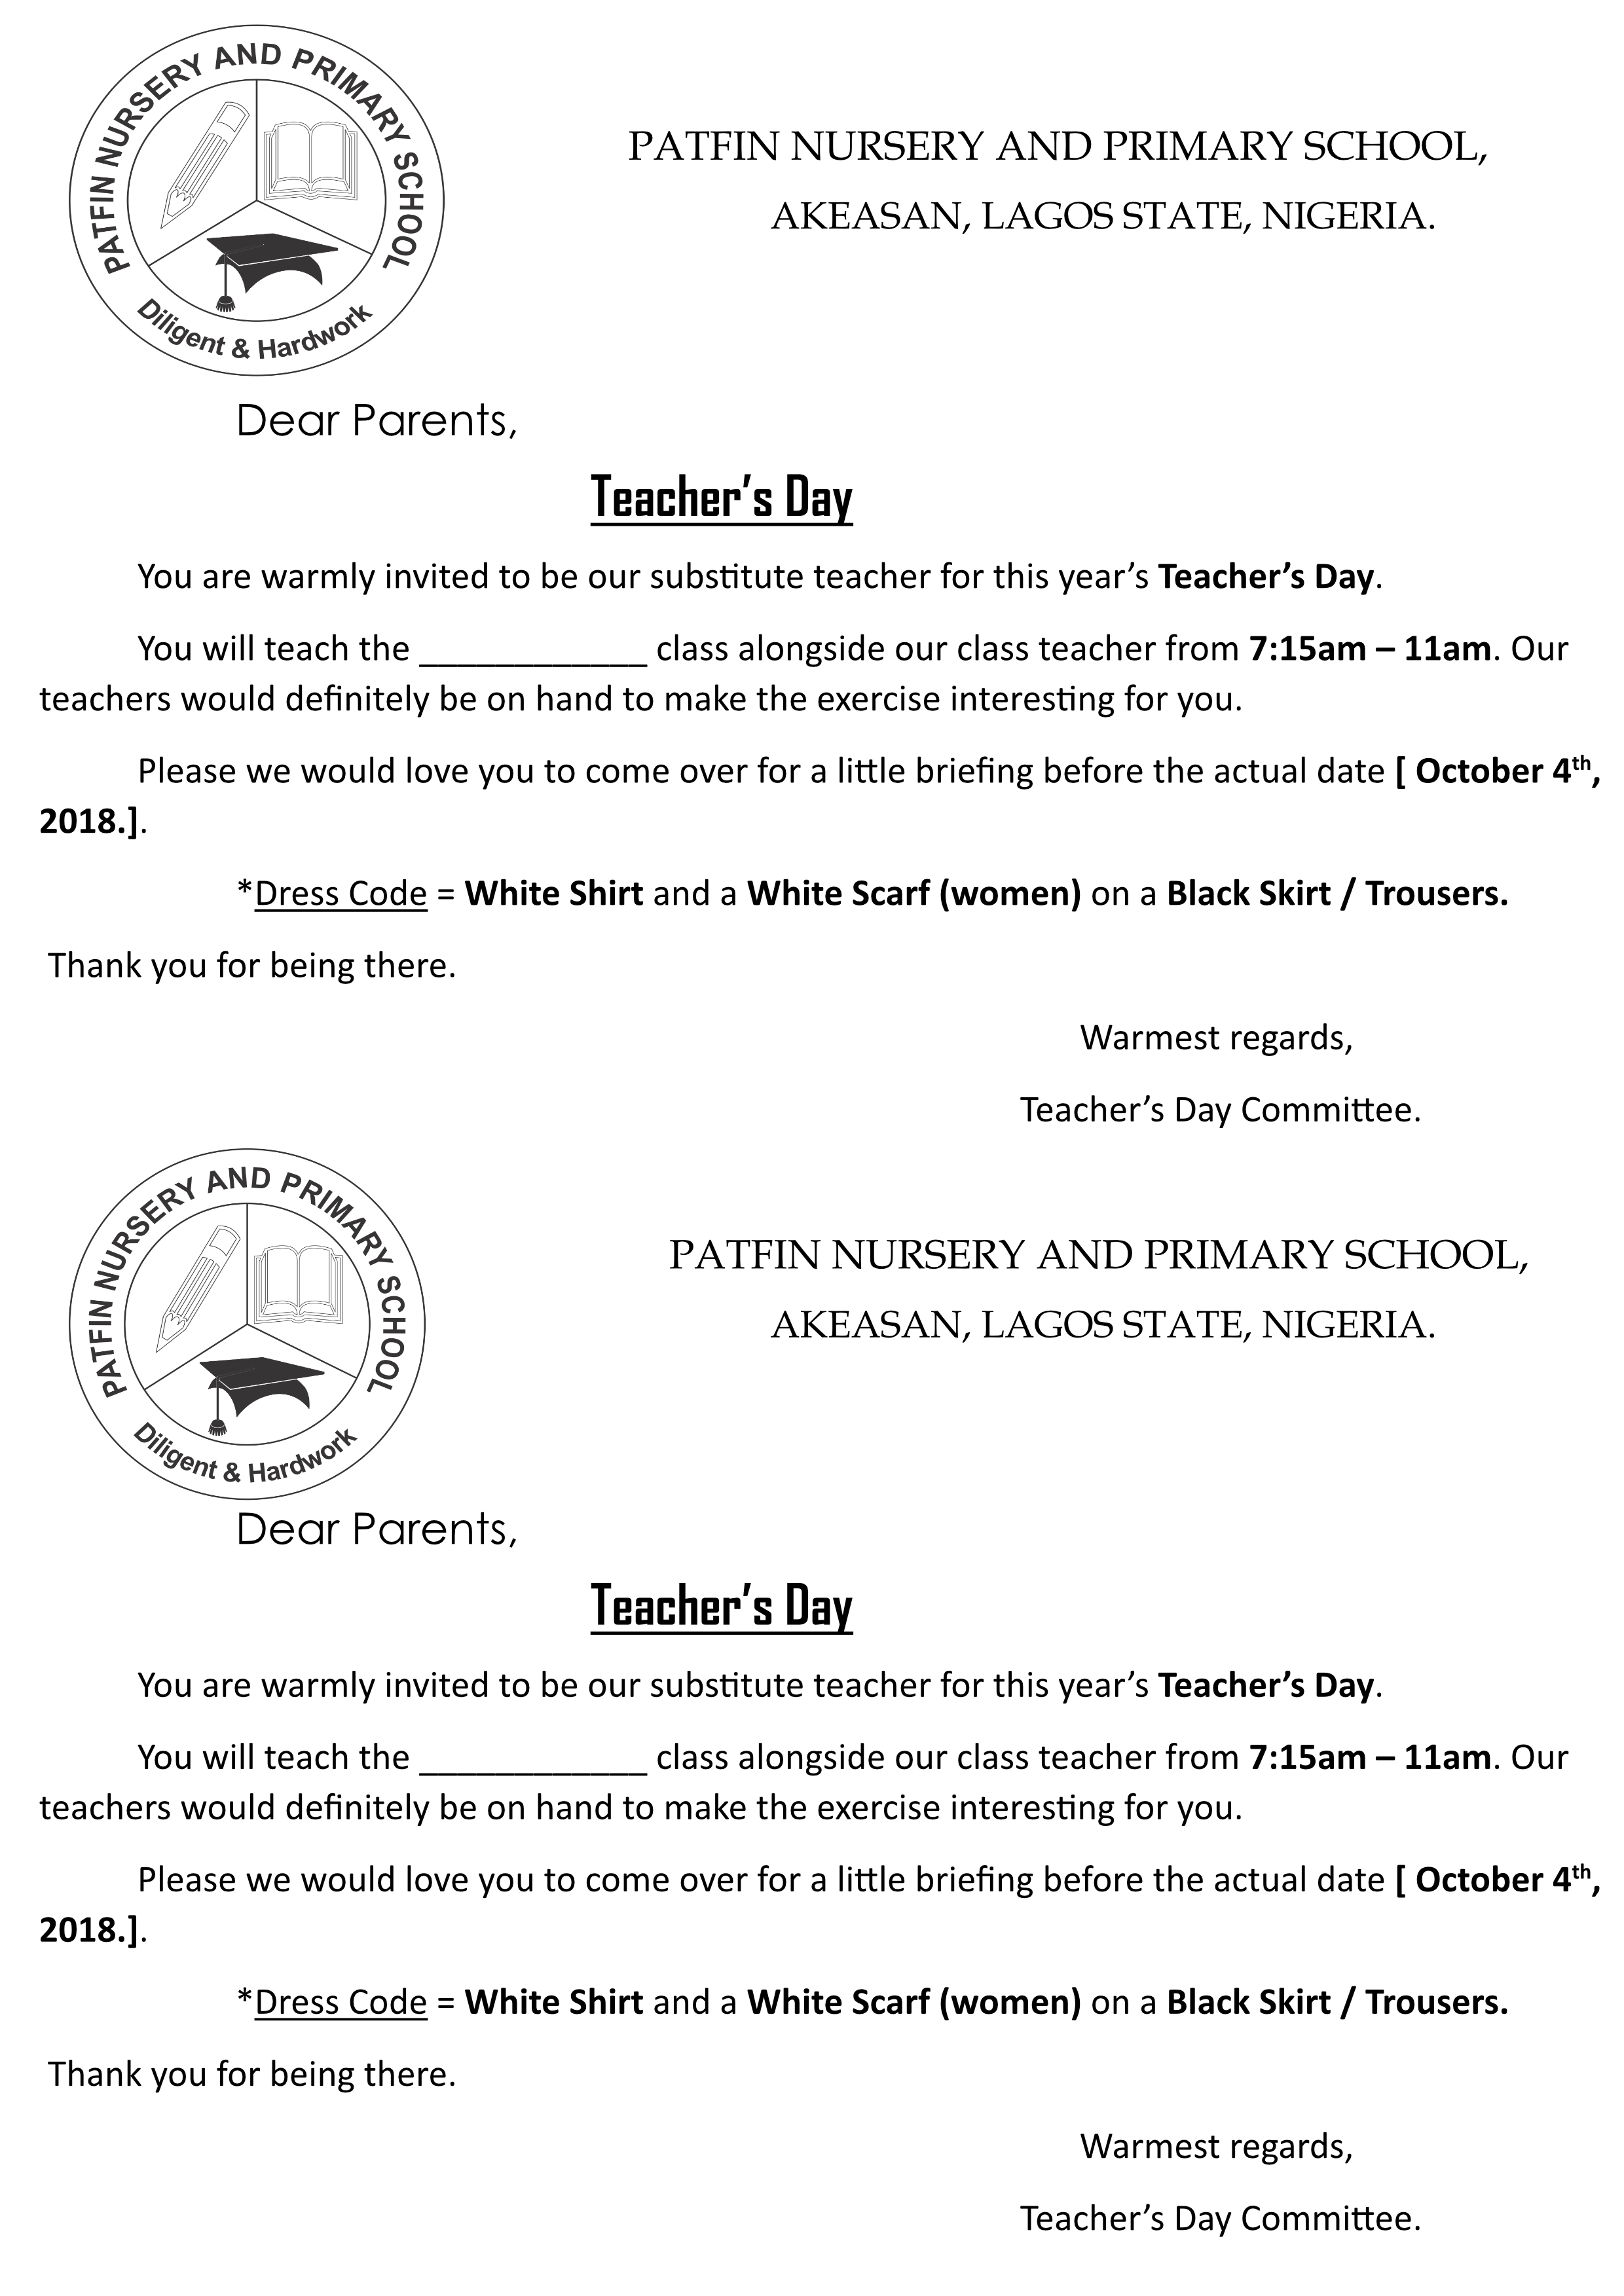 PATFIN NURSERY AND PRIMARY SCHOOL
Diligent & Hardwork
PATFIN NURSERY AND PRIMARY SCHOOL,
AKEASAN, LAGOS STATE, NIGERIA.
Dear Parents,
Teacher’s Day
You are warmly invited to be our substitute teacher for this year’s Teacher’s Day.
You will teach the ____________ class alongside our class teacher from 7:15am – 11am. Our
teachers would definitely be on hand to make the exercise interesting for you.
Please we would love you to come over for a little briefing before the actual date [ October 4th,
2018.].
*Dress Code = White Shirt and a White Scarf (women) on a Black Skirt / Trousers.
Thank you for being there.
Warmest regards,
Teacher’s Day Committee.
PATFIN NURSERY AND PRIMARY SCHOOL
Diligent & Hardwork
PATFIN NURSERY AND PRIMARY SCHOOL,
AKEASAN, LAGOS STATE, NIGERIA.
Dear Parents,
Teacher’s Day
You are warmly invited to be our substitute teacher for this year’s Teacher’s Day.
You will teach the ____________ class alongside our class teacher from 7:15am – 11am. Our
teachers would definitely be on hand to make the exercise interesting for you.
Please we would love you to come over for a little briefing before the actual date [ October 4th,
2018.].
*Dress Code = White Shirt and a White Scarf (women) on a Black Skirt / Trousers.
Thank you for being there.
Warmest regards,
Teacher’s Day Committee.